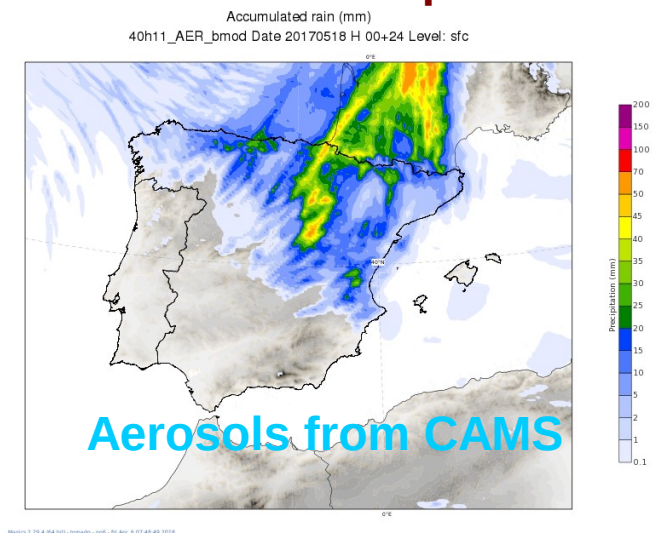 Accumulated rain (mm)
40h11_AER_bmod Date 20170518 H 00+24 Level: sfc
0°E
200
150
100
70
50
45
40
35
30
25
20
15
10
5
2
1
0.1
Precipitation (mm)
40°N
Aerosols from CAMS
0°E